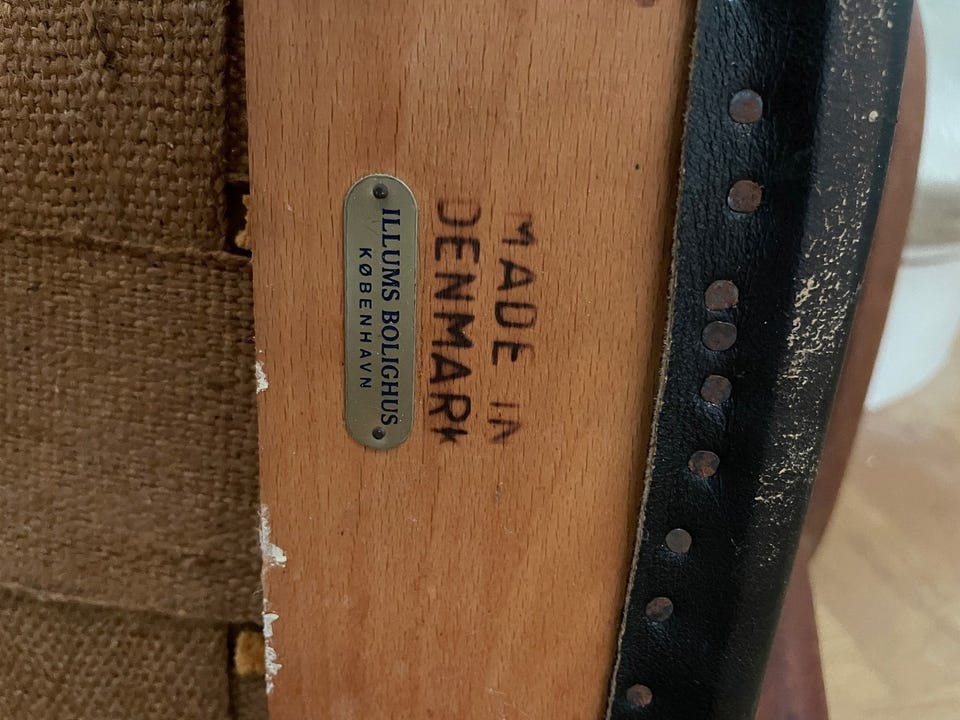 ILLUMS BOLIGHUS
KØBENHAVN
MADE IN
DENMARK